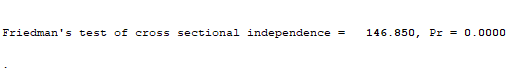 Friedman's test of cross sectional independence =   146.850, Pr = 0.0000
.